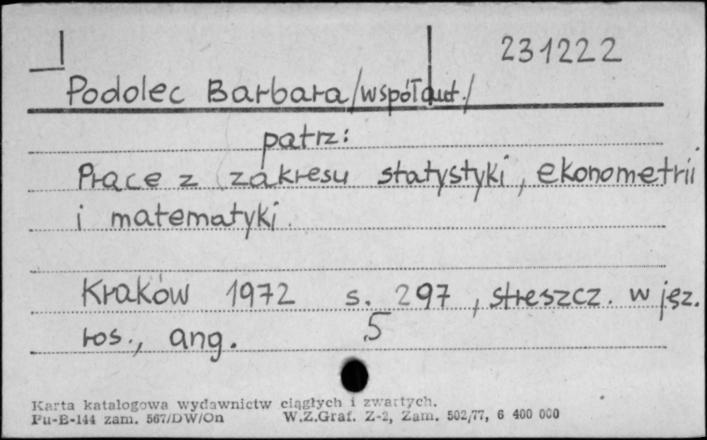 231222
Podolec Barbara /współaut./
patrz:
Prace z zakresu statystyki, ekonometrii
i matematyki.
Kraków 1972 s. 297, streszcz. w jęz.
ros., ang. 5
Karta katalogowa wydawnictw ciągłych i zwartych.
Pu-B-144 zam. 567/DW/On W.Z.Graf. Z-2, Zam. 502/77, 6 400 000